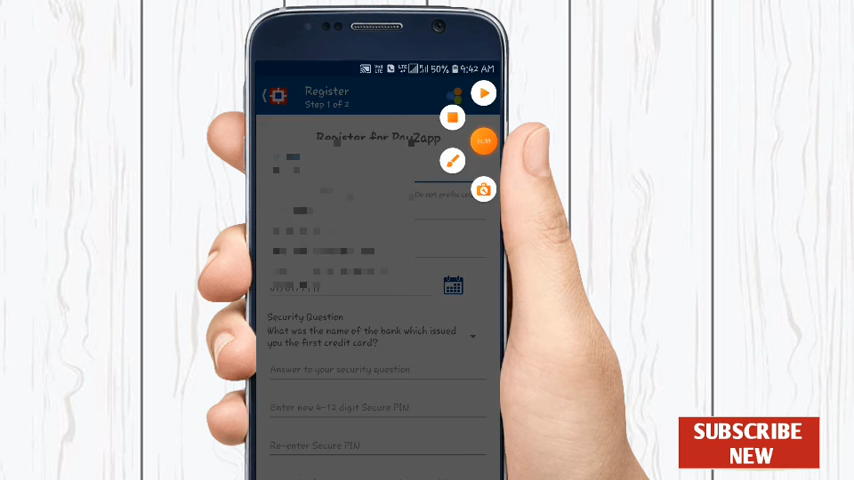 50% 9:42 AM
Register
Step 1 of 2
Register for PayZapp
Do not prefix
Security Question
What was the name of the bank which issued
you the first credit card?
Answer to your security question
Enter new 4-12 digit Secure PIN
Re-enter Secure PIN
SUBSCRIBE
NEW